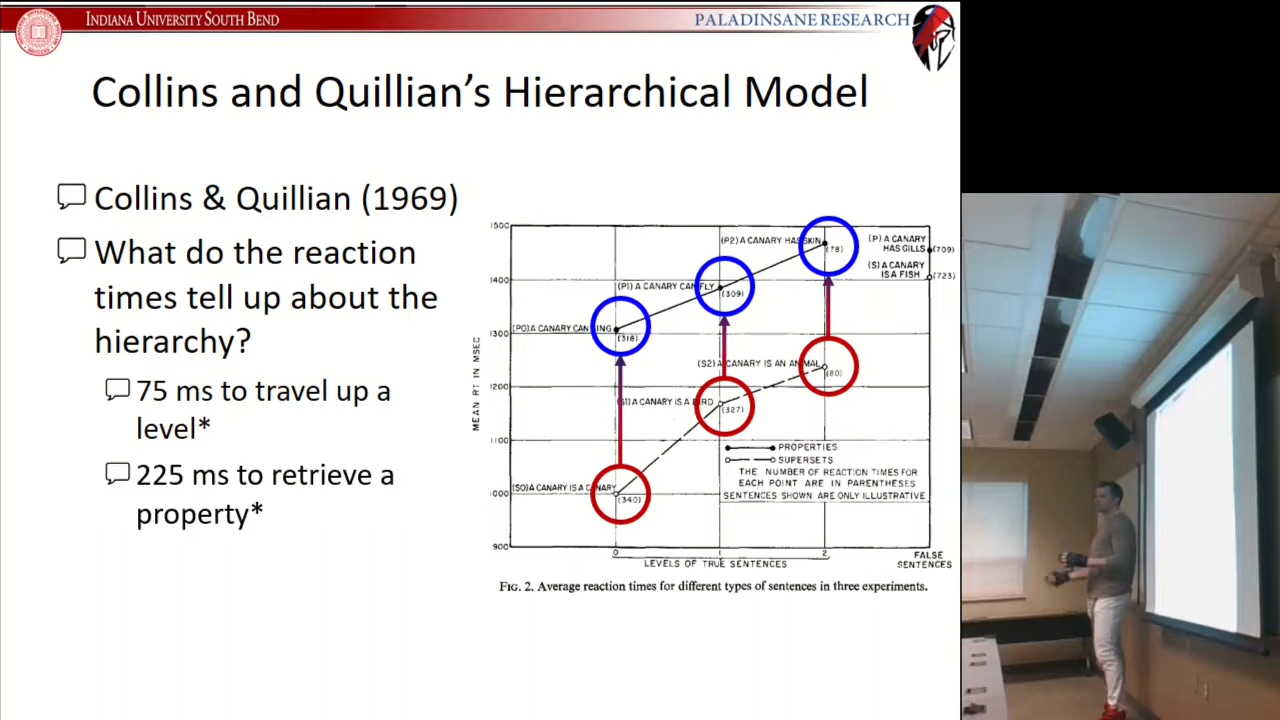 INDIANA UNIVERSITY SOUTH BEND
PALADINSANE RESEARCH
Collins and Quillian's Hierarchical Model
Collins & Quillian (1969)
What do the reaction
times tell up about the
hierarchy?
75 ms to travel up a
level*
225 ms to retrieve a
property*
MEAN RT IN MSEC
1500
1400
1300
1200
1100
1000
900
(P2) A CANARY HAS SKIN
(78)
(P) A CANARY
HAS GILLS
(709)
(S) A CANARY
IS A FISH
(723)
(P1) A CANARY CAN FLY
(309)
(P0) A CANARY CAN SING
(318)
(S2) A CANARY IS AN ANIMAL
(80)
(S1) A CANARY IS A BIRD
(327)
(S0) A CANARY IS A CANARY
(340)
PROPERTIES
SUPERSETS
THE NUMBER OF REACTION TIMES FOR
EACH POINT ARE IN PARENTHESES
SENTENCES SHOWN ARE ONLY ILLUSTRATIVE
0 1 2
LEVELS OF TRUE SENTENCES
FALSE
SENTENCES
FIG. 2. Average reaction times for different types of sentences in three experiments.